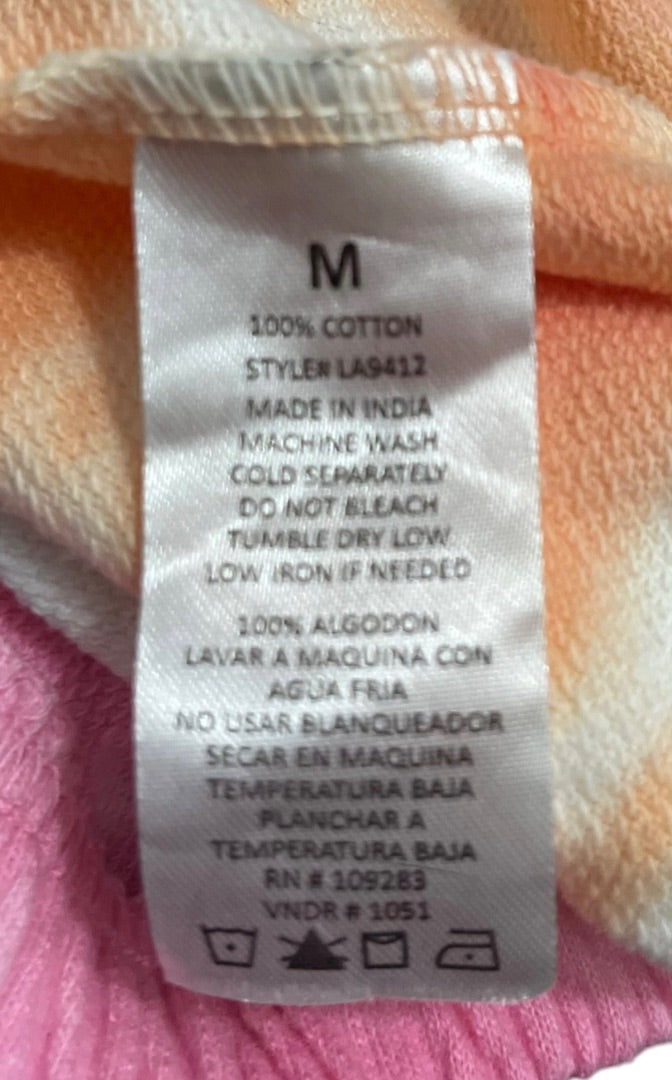 M
100% COTTON
STYLE# LA9412
MADE IN INDIA
MACHINE WASH
COLD SEPARATELY
DO NOT BLEACH
TUMBLE DRY LOW
LOW IRON IF NEEDED
100% ALGODON
LAVAR A MAQUINA CON
AGUA FRIA
NO USAR BLANQUEADOR
SECAR EN MAQUINA
TEMPERATURA BAJA
PLANCHAR A
TEMPERATURA BAJA
RN # 109283
VNDR # 1051